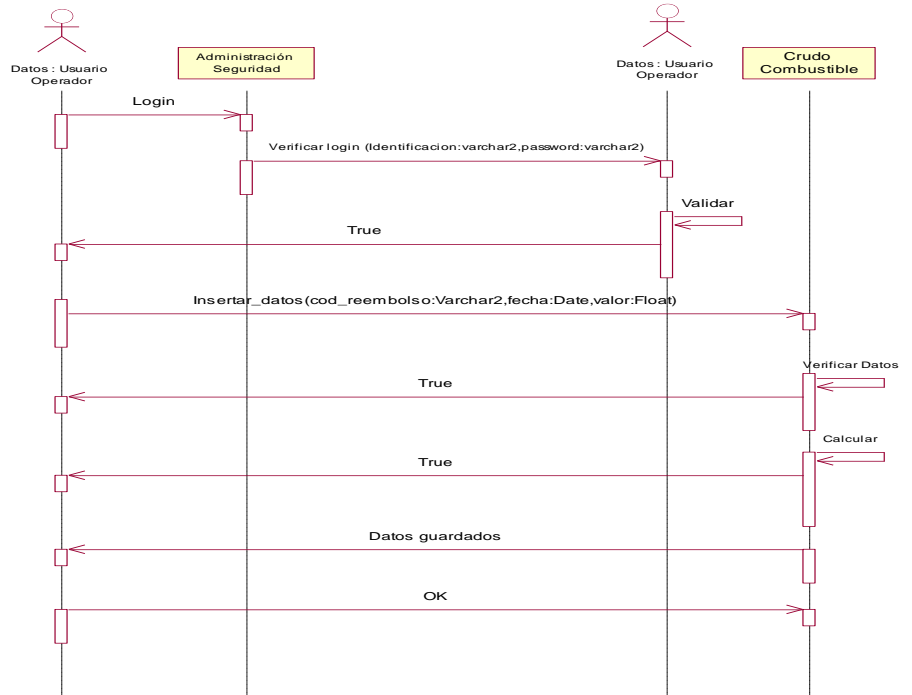 Datos : Usuario
Operador
Administración
Seguridad
Datos : Usuario
Operador
Crudo
Combustible
Login
Verificar login (Identificacion:varchar2,password:varchar2)
Validar
True
Insertar_datos(cod_reembolso:Varchar2,fecha:Date,valor:Float)
Verificar Datos
True
Calcular
True
Datos guardados
OK